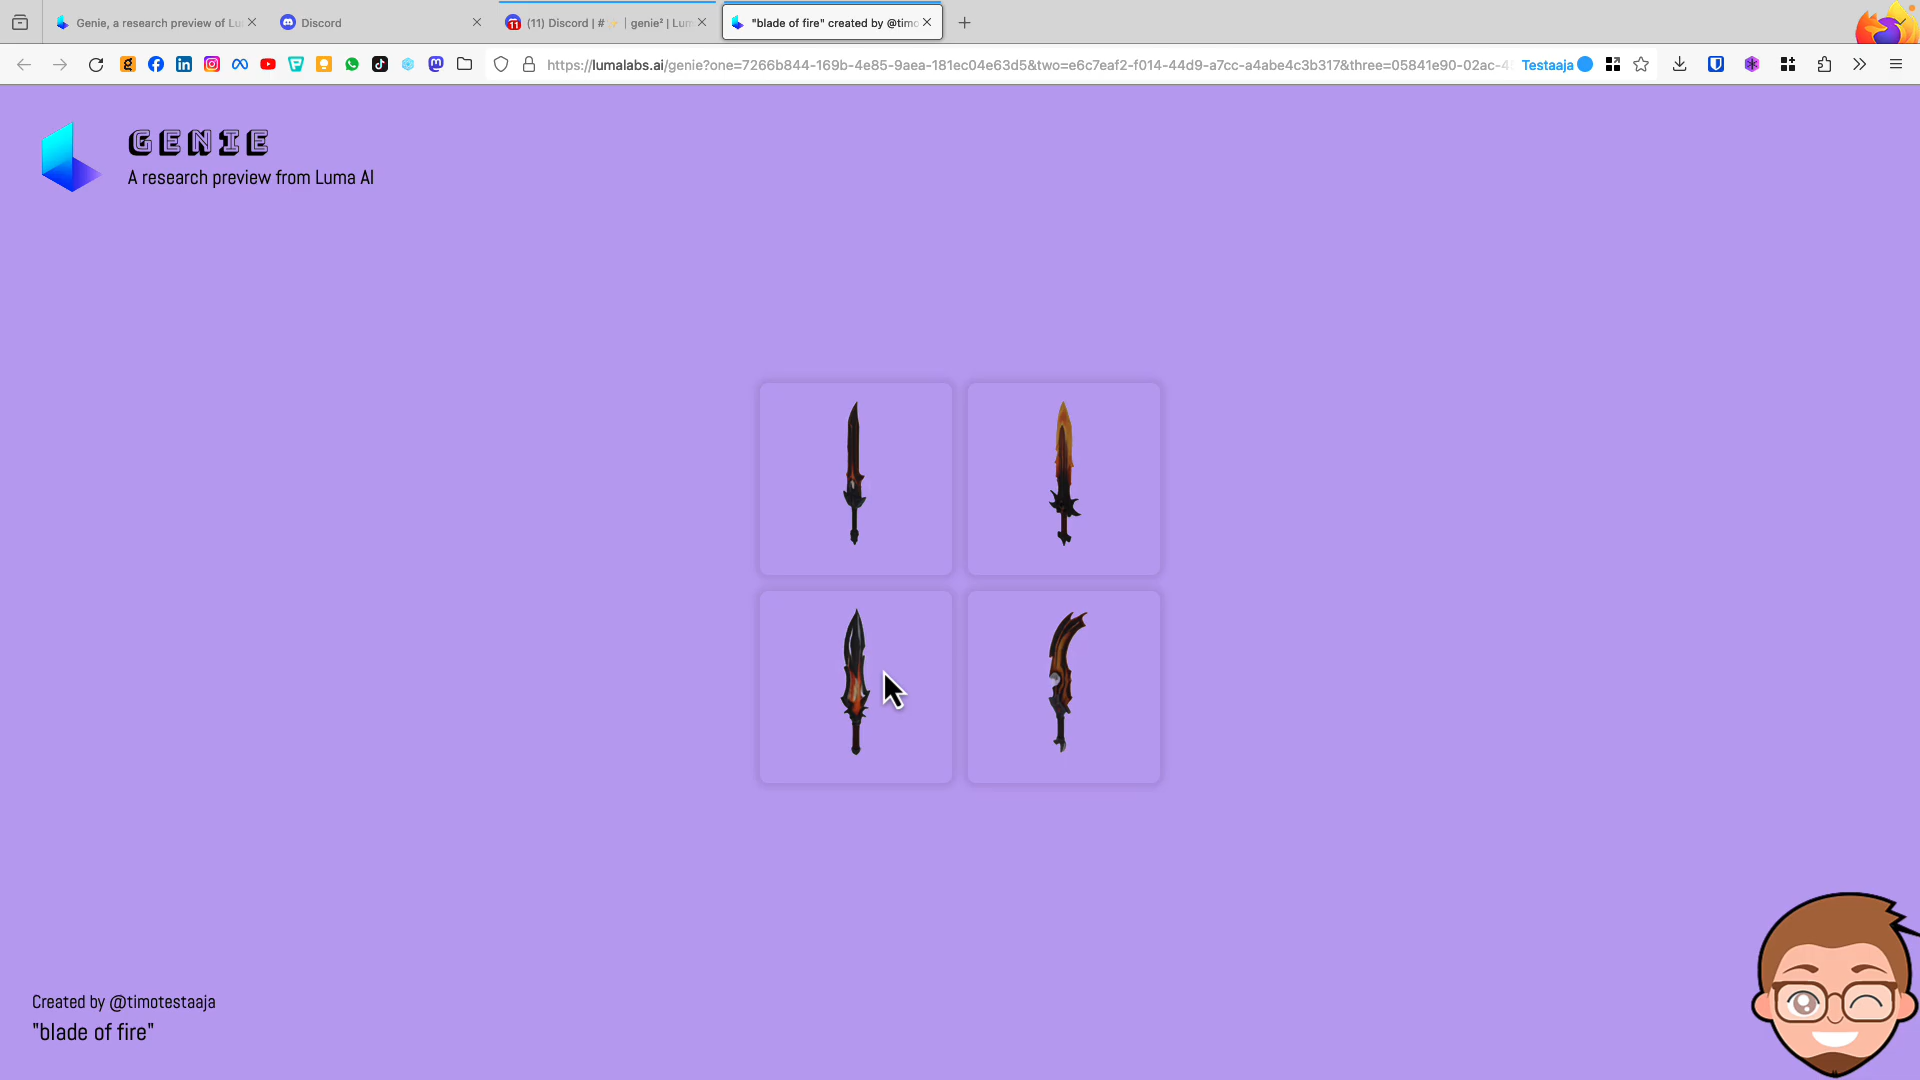 Genie, a research preview of Lu
Discord
11
(11) Discord | #✨ | genie² | Lum
"blade of fire" created by @timo
https://lumalabs.ai/genie?one=7266b844-169b-4e85-9aea-181ec04e63d5&two=e6c7eaf2-f014-44d9-a7cc-a4abe4c3b317&three=05841e90-02ac-4
Testaaja
GENIE
A research preview from Luma AI
Created by @timotestaaja
"blade of fire"